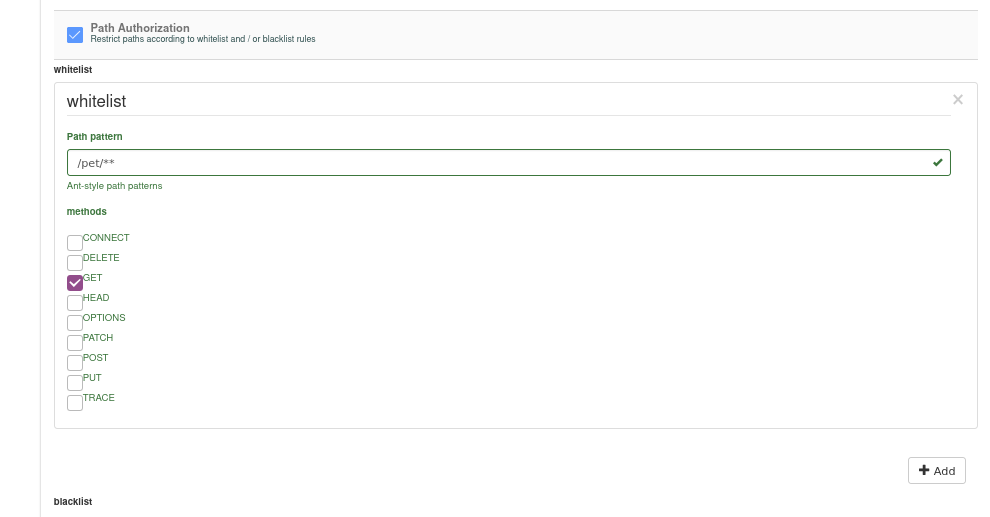 Path Authorization
Restrict paths according to whitelist and / or blacklist rules
whitelist
whitelist
Path pattern
/pet/**
Ant-style path patterns
methods
CONNECT
DELETE
GET
HEAD
OPTIONS
PATCH
POST
PUT
TRACE
Add
blacklist